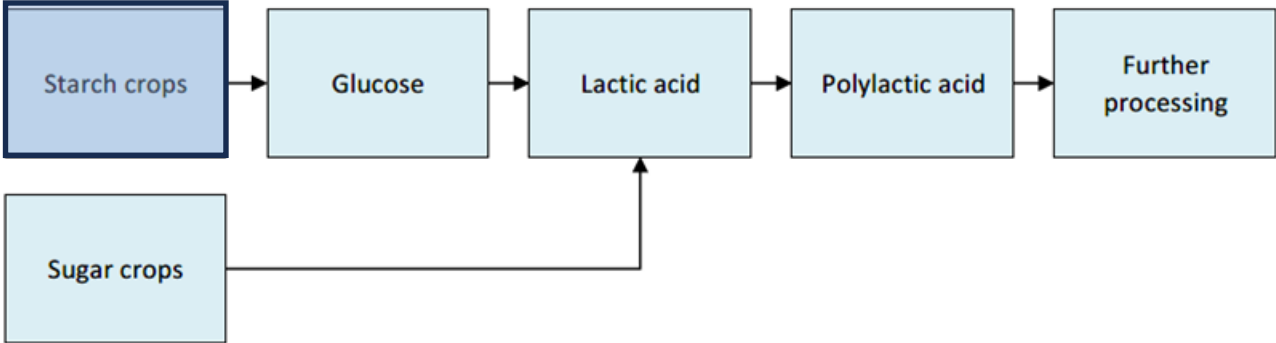 Starch crops
Glucose
Lactic acid
Polylactic acid
Further
processing
Sugar crops